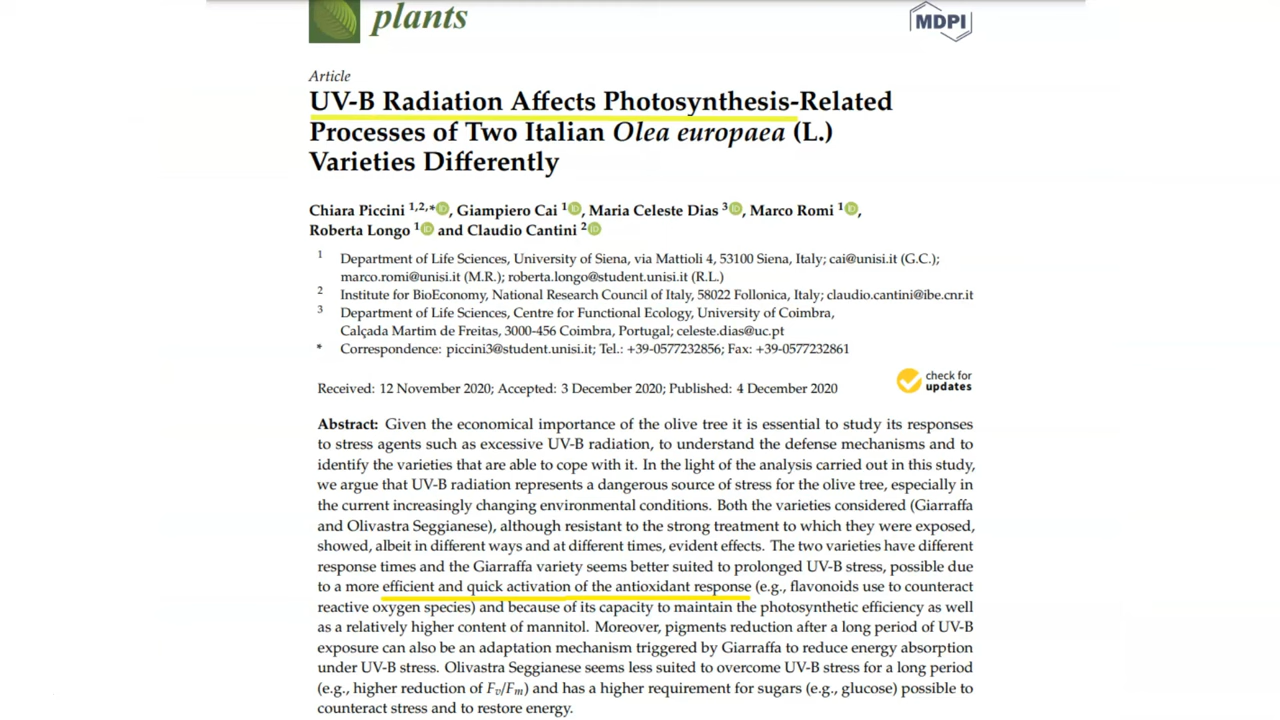 plants
MDPI
Article
UV-B Radiation Affects Photosynthesis-Related
Processes of Two Italian Olea europaea (L.)
Varieties Differently
Chiara Piccini 1,2,*, Giampiero Cai 1, Maria Celeste Dias 3, Marco Romi 1,
Roberta Longo 1 and Claudio Cantini 2
1 Department of Life Sciences, University of Siena, via Mattioli 4, 53100 Siena, Italy; cai@unisi.it (G.C.);
marco.romi@unisi.it (M.R.); roberta.longo@student.unisi.it (R.L.)
2 Institute for BioEconomy, National Research Council of Italy, 58022 Follonica, Italy; claudio.cantini@ibe.cnr.it
3 Department of Life Sciences, Centre for Functional Ecology, University of Coimbra,
Calçada Martim de Freitas, 3000-456 Coimbra, Portugal; celeste.dias@uc.pt
* Correspondence: piccini3@student.unisi.it; Tel.: +39-0577232856; Fax: +39-0577232861
check for
updates
Received: 12 November 2020; Accepted: 3 December 2020; Published: 4 December 2020
Abstract: Given the economical importance of the olive tree it is essential to study its responses
to stress agents such as excessive UV-B radiation, to understand the defense mechanisms and to
identify the varieties that are able to cope with it. In the light of the analysis carried out in this study,
we argue that UV-B radiation represents a dangerous source of stress for the olive tree, especially in
the current increasingly changing environmental conditions. Both the varieties considered (Giarraffa
and Olivastra Seggianese), although resistant to the strong treatment to which they were exposed,
showed, albeit in different ways and at different times, evident effects. The two varieties have different
response times and the Giarraffa variety seems better suited to prolonged UV-B stress, possible due
to a more efficient and quick activation of the antioxidant response (e.g., flavonoids use to counteract
reactive oxygen species) and because of its capacity to maintain the photosynthetic efficiency as well
as a relatively higher content of mannitol. Moreover, pigments reduction after a long period of UV-B
exposure can also be an adaptation mechanism triggered by Giarraffa to reduce energy absorption
under UV-B stress. Olivastra Seggianese seems less suited to overcome UV-B stress for a long period
(e.g., higher reduction of Fv/Fm) and has a higher requirement for sugars (e.g., glucose) possible to
counteract stress and to restore energy.